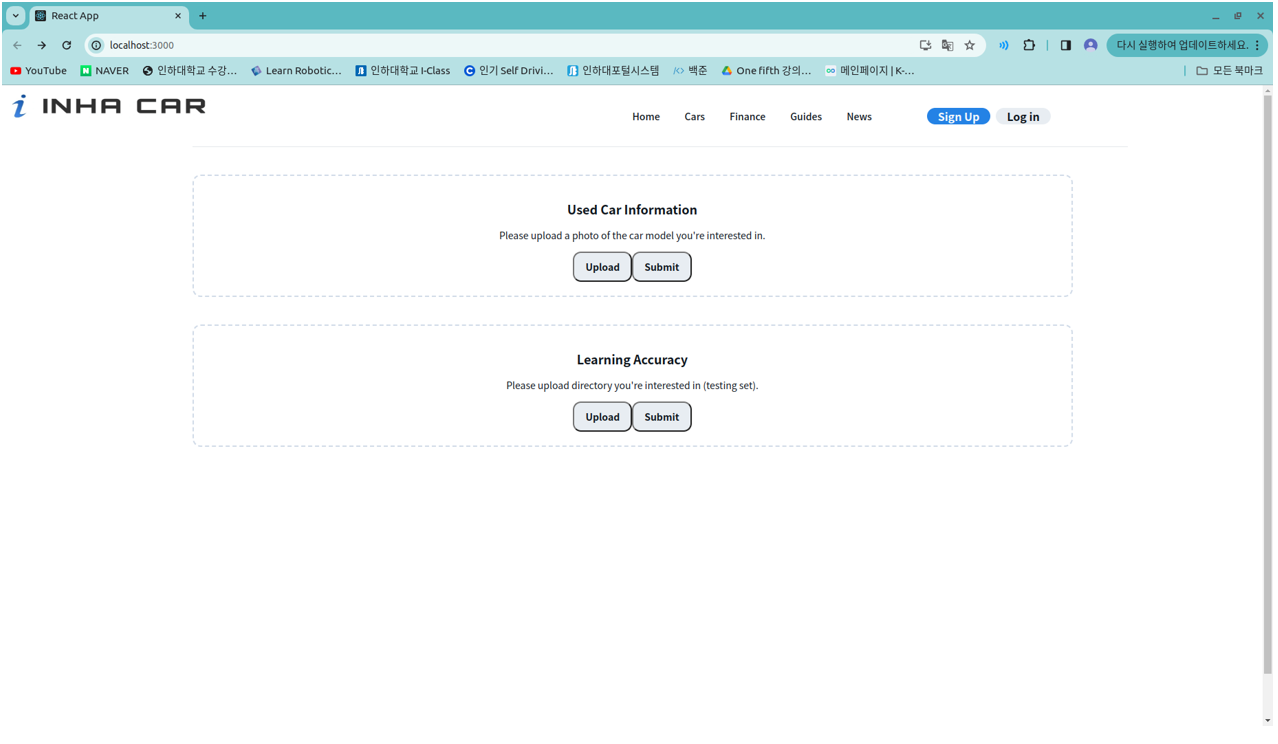 React App
localhost:3000
다시 실행하여 업데이트하세요.
YouTube
NAVER
인하대학교 수강...
Learn Robotic...
인하대학교 I-Class
인기 Self Drivi...
인하대포털시스템
백준
One fifth 강의...
메인페이지 | K-...
모든 북마크
i INHA CAR
Home Cars Finance Guides News Sign Up Log in
Used Car Information
Please upload a photo of the car model you're interested in.
Upload Submit
Learning Accuracy
Please upload directory you're interested in (testing set).
Upload Submit